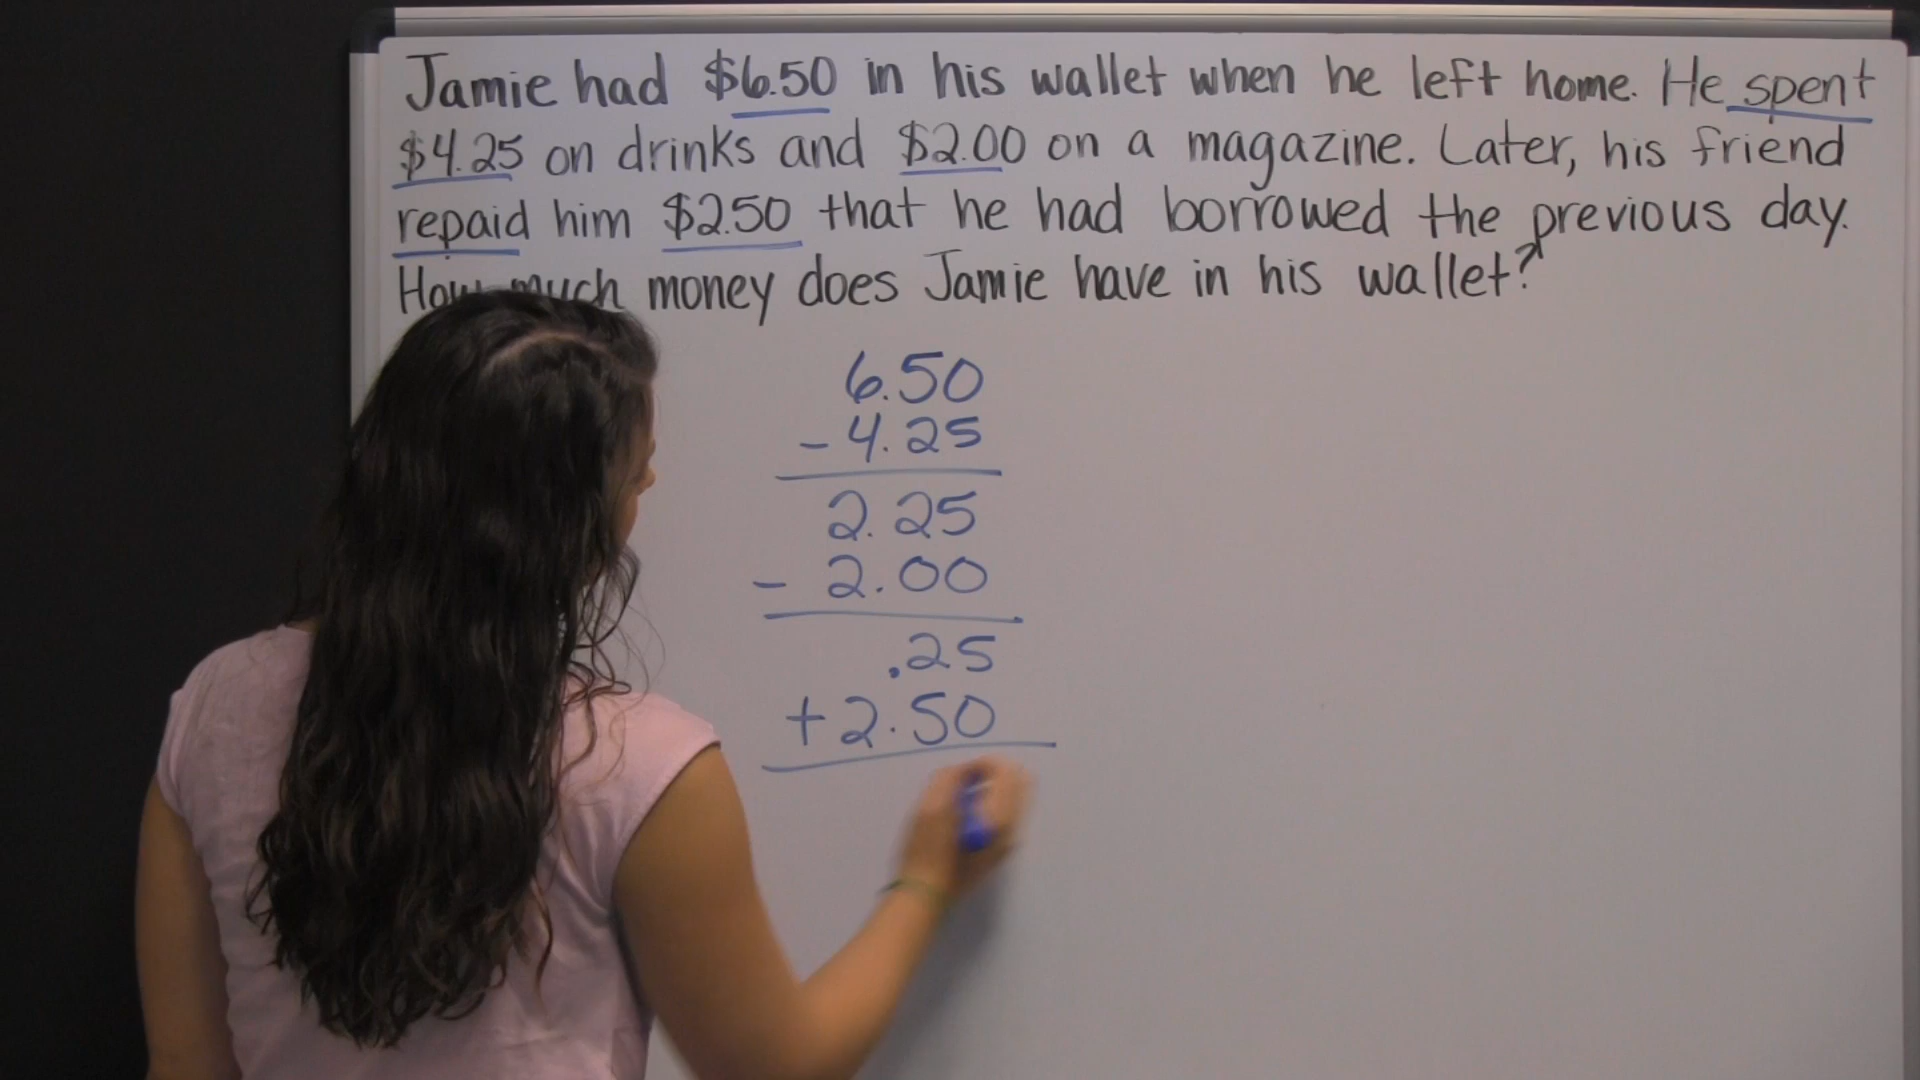 Jamie had $6.50 in his wallet when he left home. He spent
$4.25 on drinks and $2.00 on a magazine. Later, his friend
repaid him $2.50 that he had borrowed the previous day.
How much money does Jamie have in his wallet?
6.50
- 4.25
2.25
- 2.00
.25
+2.50